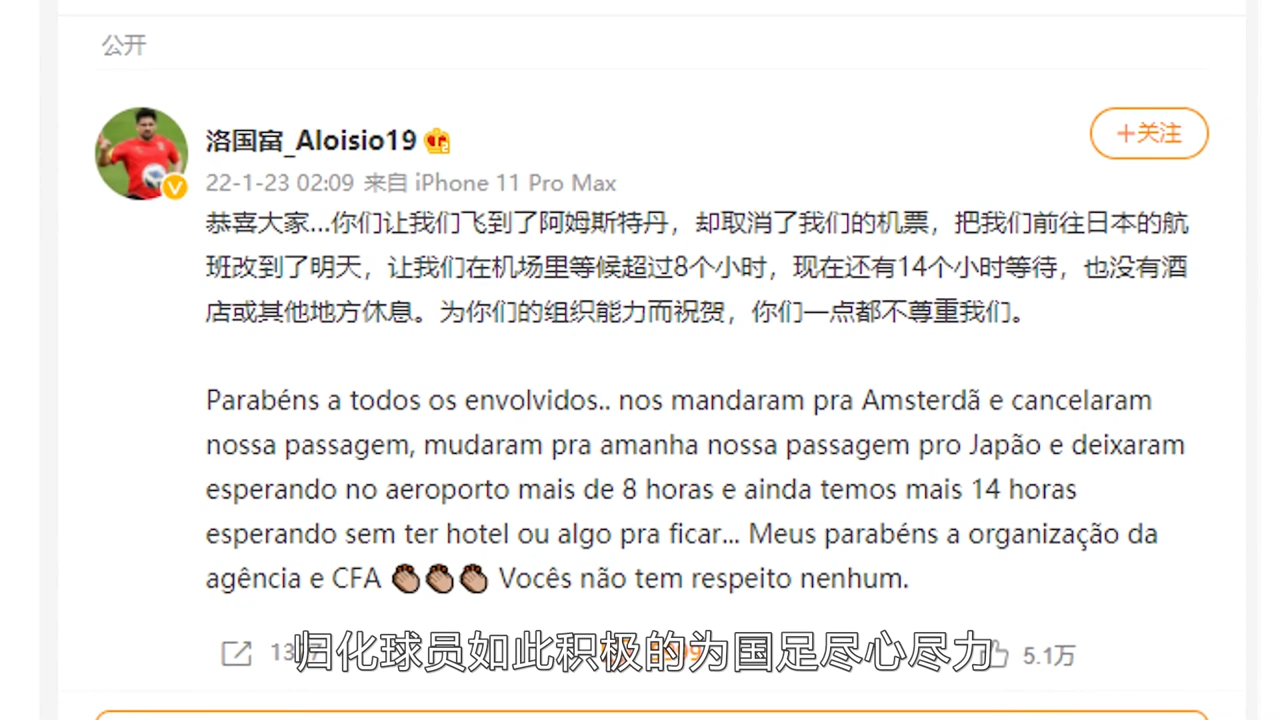 公开
洛国富_Aloisio19
+关注
22-1-23 02:09 来自 iPhone 11 Pro Max
恭喜大家...你们让我们飞到了阿姆斯特丹，却取消了我们的机票，把我们前往日本的航
班改到了明天，让我们在机场里等候超过8个小时，现在还有14个小时等待，也没有酒
店或其他地方休息。为你们的组织能力而祝贺，你们一点都不尊重我们。
Parabéns a todos os envolvidos.. nos mandaram pra Amsterdã e cancelaram
nossa passagem, mudaram pra amanha nossa passagem pro Japão e deixaram
esperando no aeroporto mais de 8 horas e ainda temos mais 14 horas
esperando sem ter hotel ou algo pra ficar... Meus parabéns a organização da
agência e CFA 👏🏽👏🏽👏🏽 Vocês não tem respeito nenhum.
归化球员如此积极的为国足尽心尽力
5.1万